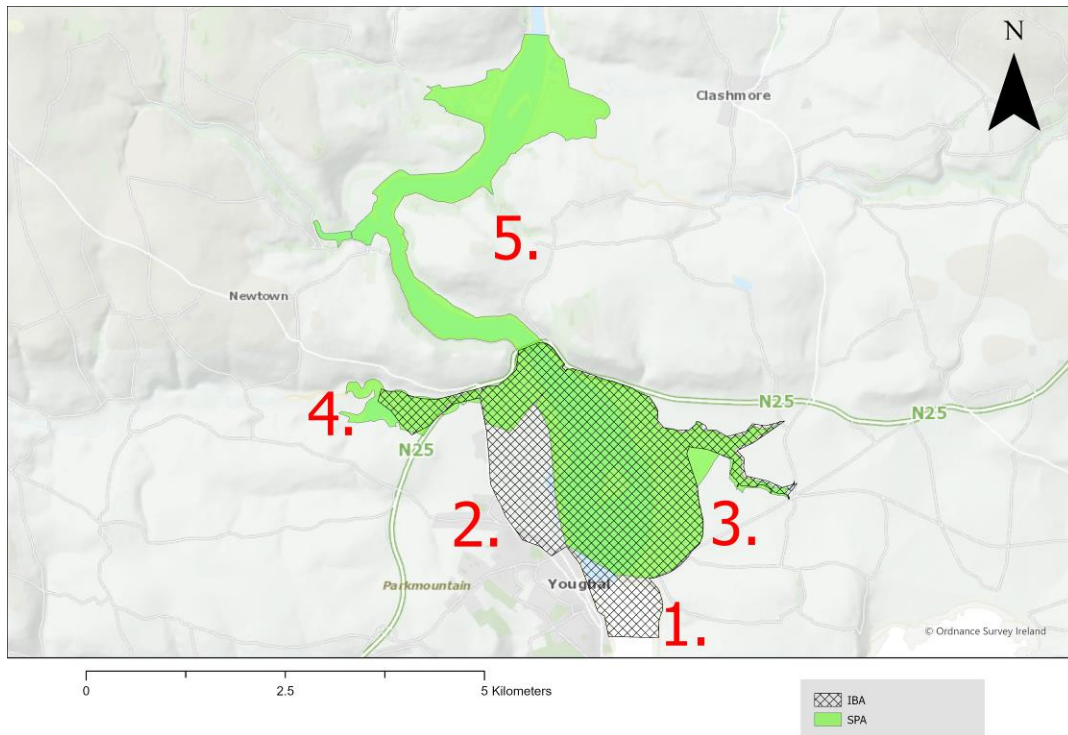 N
Clashmore
5.
Newtown
N25
N25
4.
N25
2.
3.
Parkmountain
Youghal
1.
© Ordnance Survey Ireland
0 2.5 5 Kilometers
IBA
SPA